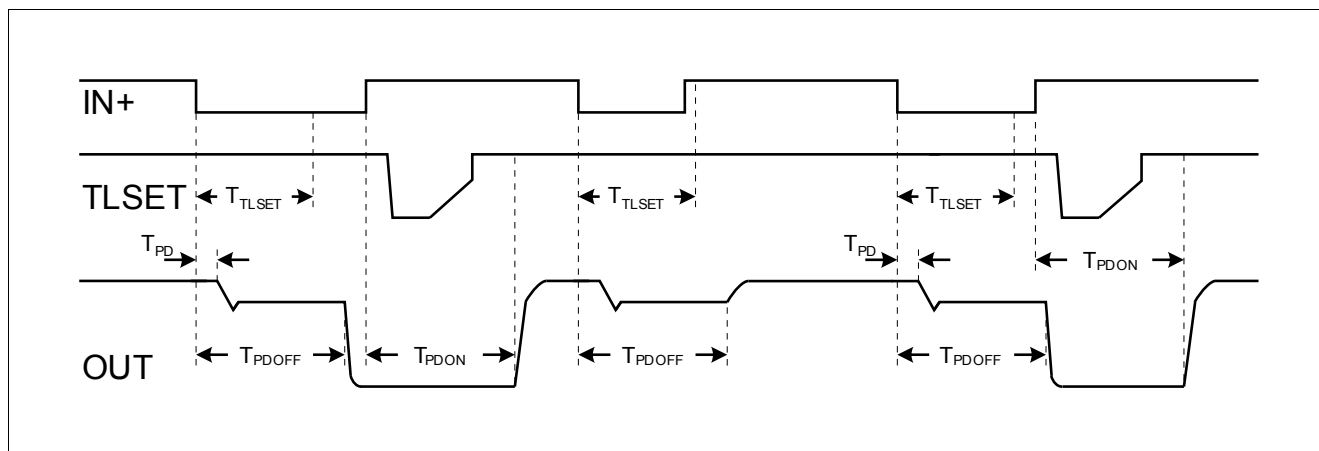 IN+
TLSET
T_TLSET T_TLSET T_TLSET
T_PD T_PD
T_PDON
OUT
T_PDOFF T_PDON T_PDOFF T_PDOFF